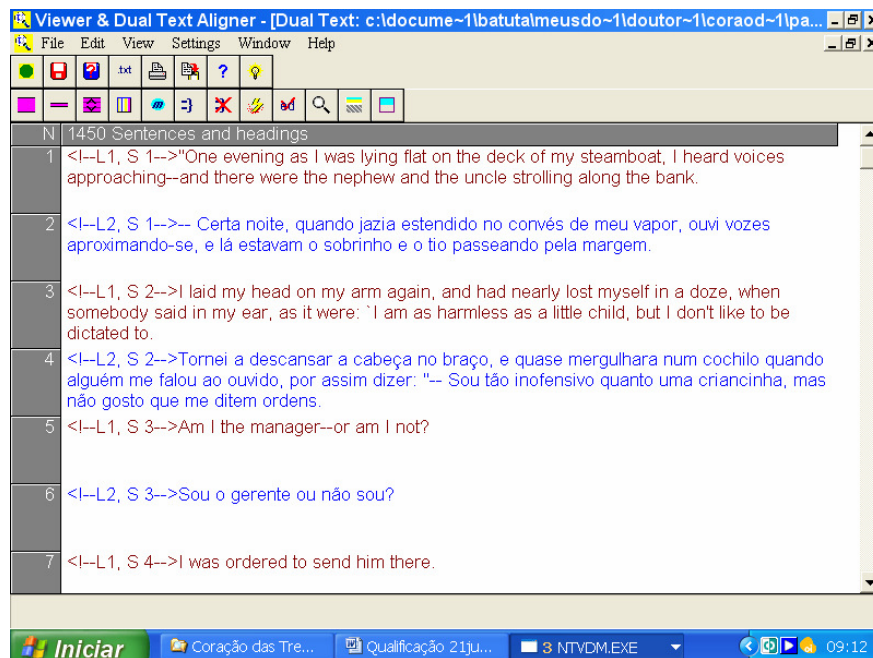 Viewer & Dual Text Aligner - [Dual Text: c:\docume~1\batuta\meusdo~1\doutor~1\coraod~1\pa...
File Edit View Settings Window Help
.txt
N 1450 Sentences and headings
1 <!--L1, S 1-->"One evening as I was lying flat on the deck of my steamboat, I heard voices
approaching--and there were the nephew and the uncle strolling along the bank.
2 <!--L2, S 1-->-- Certa noite, quando jazia estendido no convés de meu vapor, ouvi vozes
aproximando-se, e lá estavam o sobrinho e o tio passeando pela margem.
3 <!--L1, S 2-->I laid my head on my arm again, and had nearly lost myself in a doze, when
somebody said in my ear, as it were: `I am as harmless as a little child, but I don't like to be
dictated to.
4 <!--L2, S 2-->Tornei a descansar a cabeça no braço, e quase mergulhara num cochilo quando
alguém me falou ao ouvido, por assim dizer: "-- Sou tão inofensivo quanto uma criancinha, mas
não gosto que me ditem ordens.
5 <!--L1, S 3-->Am I the manager--or am I not?
6 <!--L2, S 3-->Sou o gerente ou não sou?
7 <!--L1, S 4-->I was ordered to send him there.
Iniciar Coração das Tre... Qualificação 21ju... 3 NTVDM.EXE 09:12